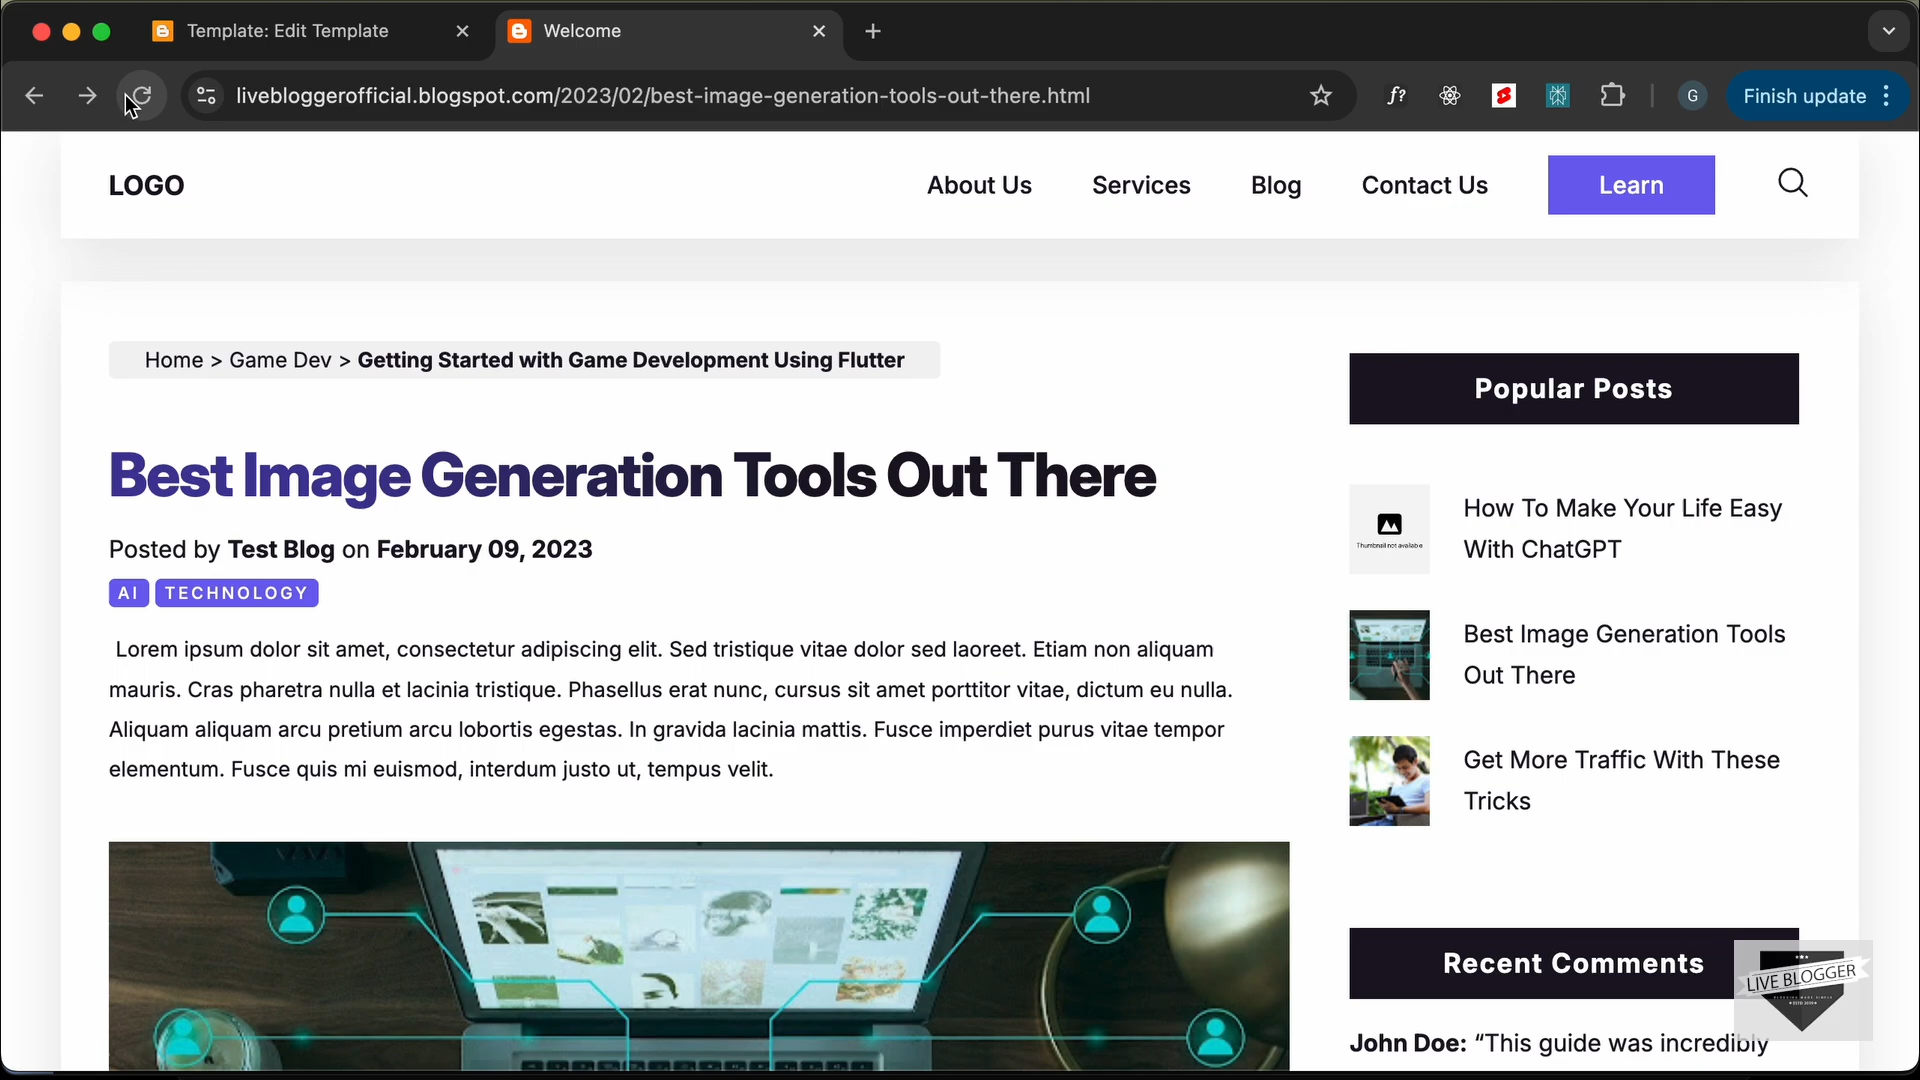 Template: Edit Template
Welcome
livebloggerofficial.blogspot.com/2023/02/best-image-generation-tools-out-there.html
f?
G
Finish update
LOGO
About Us
Services
Blog
Contact Us
Learn
Home > Game Dev > Getting Started with Game Development Using Flutter
Best Image Generation Tools Out There
Posted by Test Blog on February 09, 2023
AI
TECHNOLOGY
Lorem ipsum dolor sit amet, consectetur adipiscing elit. Sed tristique vitae dolor sed laoreet. Etiam non aliquam
mauris. Cras pharetra nulla et lacinia tristique. Phasellus erat nunc, cursus sit amet porttitor vitae, dictum eu nulla.
Aliquam aliquam arcu pretium arcu lobortis egestas. In gravida lacinia mattis. Fusce imperdiet purus vitae tempor
elementum. Fusce quis mi euismod, interdum justo ut, tempus velit.
Popular Posts
Thumbnail not available
How To Make Your Life Easy
With ChatGPT
Best Image Generation Tools
Out There
Get More Traffic With These
Tricks
Recent Comments
John Doe: “This guide was incredibly
LIVE BLOGGER